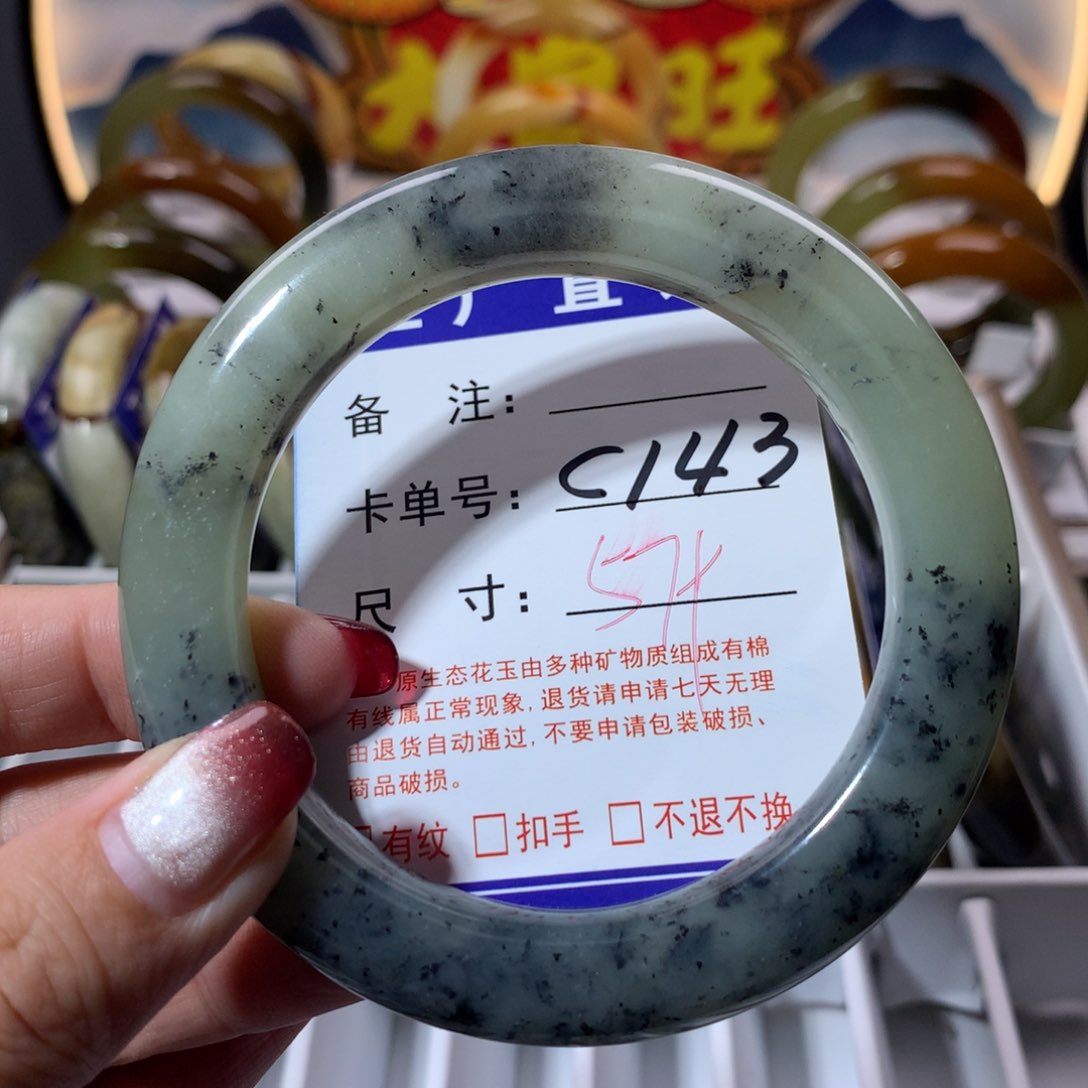 大 旺
直
备 注:
卡单号: C143
尺 寸: 57
原生态花玉由多种矿物质组成有棉
有线属正常现象,退货请申请七天无理
由退货自动通过,不要申请包装破损、
商品破损。
□有纹 □扣手 □不退不换